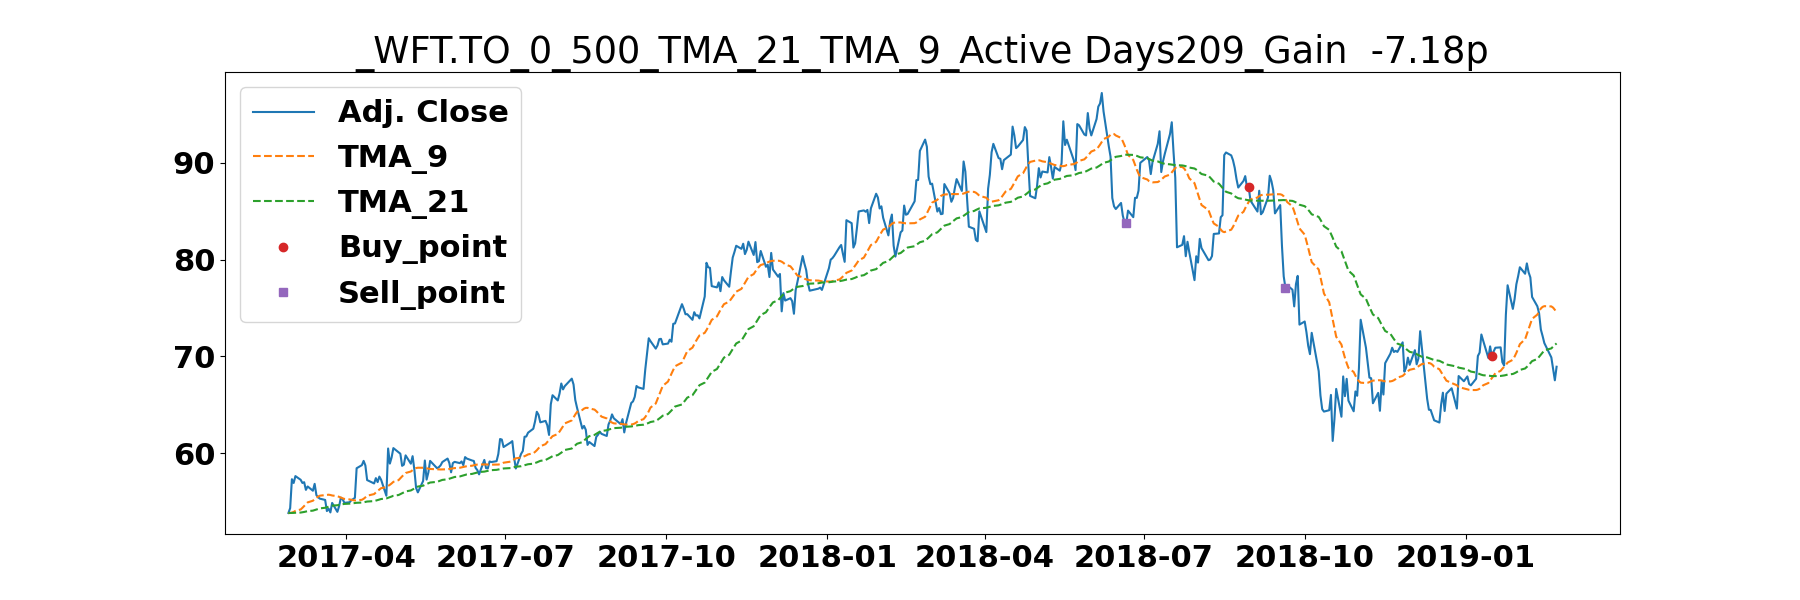 _WFT.TO_0_500_TMA_21_TMA_9_Active Days209_Gain  -7.18p
Adj. Close
TMA_9
TMA_21
Buy_point
Sell_point
90
80
70
60
2017-04 2017-07 2017-10 2018-01 2018-04 2018-07 2018-10 2019-01